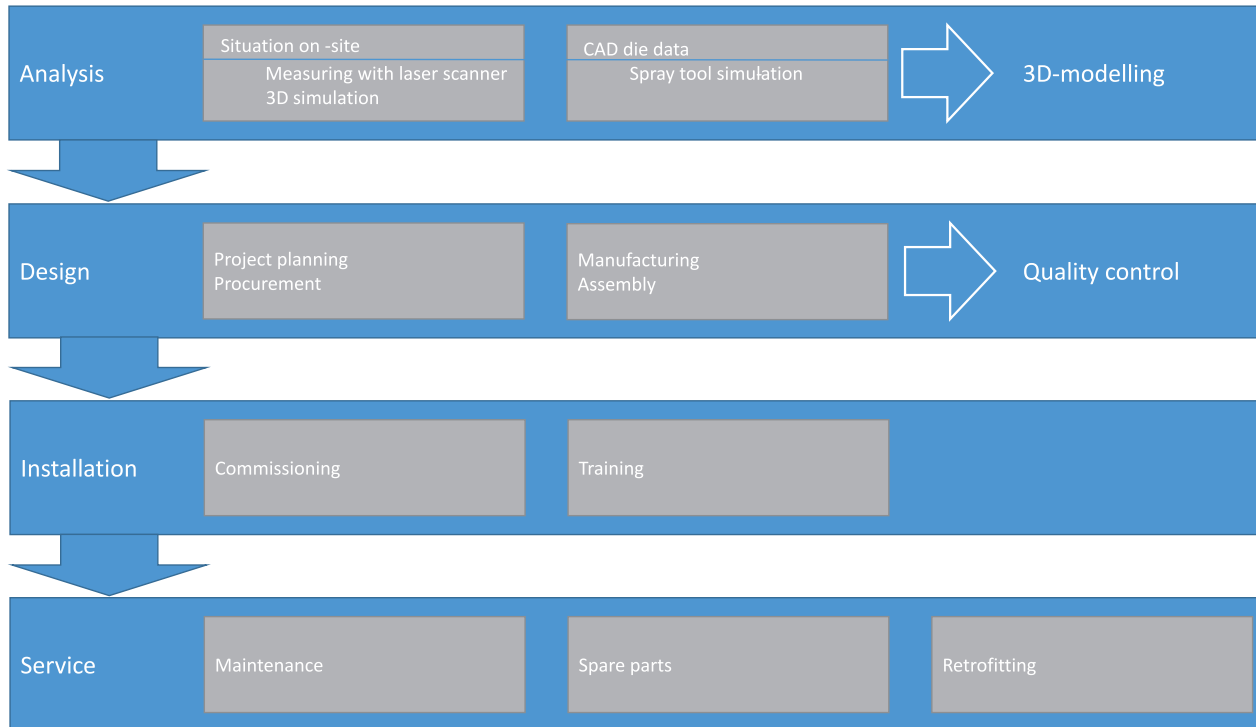 Analysis
Situation on -site
Measuring with laser scanner
3D simulation
CAD die data
Spray tool simulation
3D-modelling
Design
Project planning
Procurement
Manufacturing
Assembly
Quality control
Installation
Commissioning
Training
Service
Maintenance
Spare parts
Retrofitting